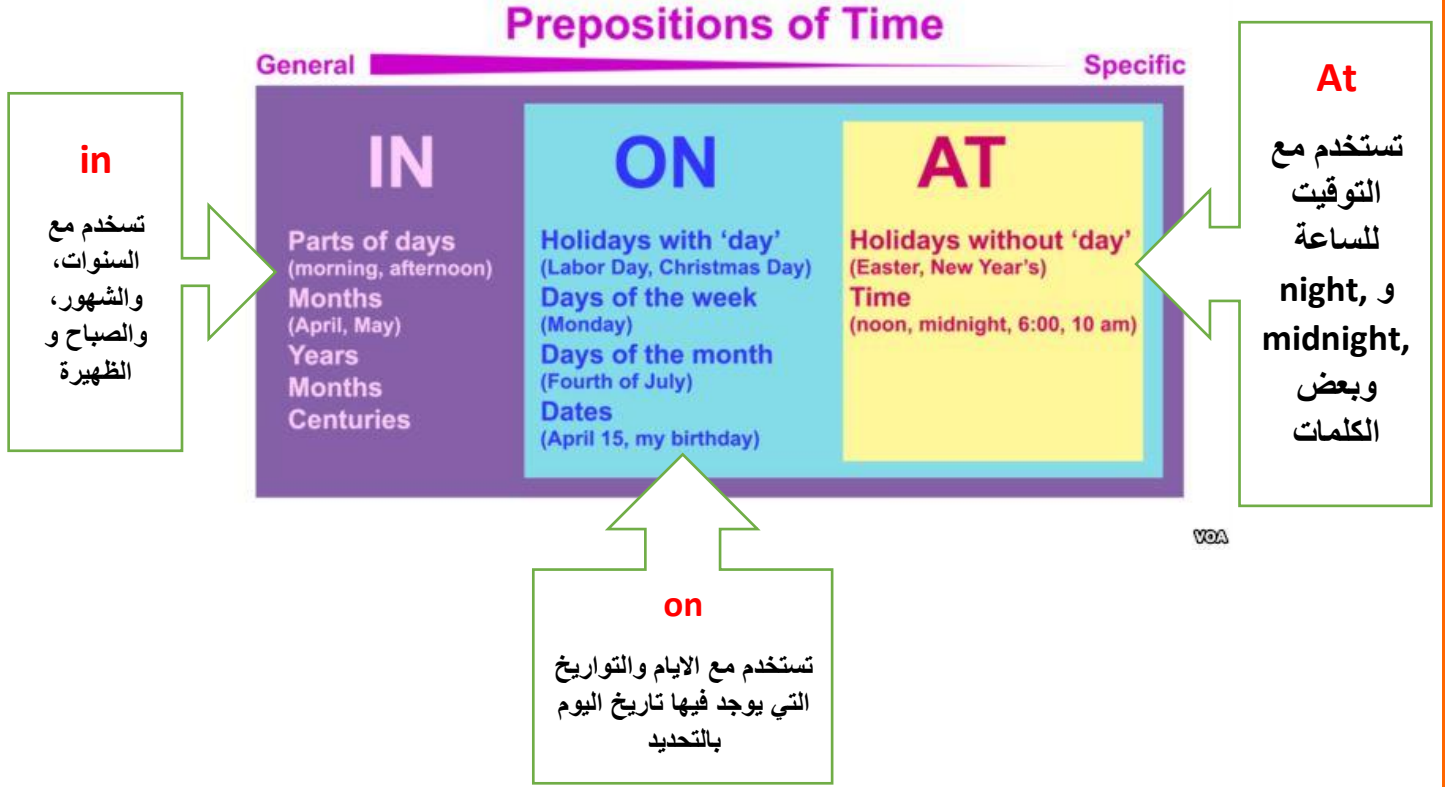 Prepositions of Time
General
Specific
in
تسخدم مع
السنوات،
والشهور،
والصباح و
الظهيرة
IN
Parts of days
(morning, afternoon)
Months
(April, May)
Years
Months
Centuries
ON
Holidays with ‘day’
(Labor Day, Christmas Day)
Days of the week
(Monday)
Days of the month
(Fourth of July)
Dates
(April 15, my birthday)
AT
Holidays without ‘day’
(Easter, New Year’s)
Time
(noon, midnight, 6:00, 10 am)
At
تستخدم مع
التوقيت
للساعة
و night,
midnight,
وبعض
الكلمات
VOA
on
تستخدم مع الايام والتواريخ
التي يوجد فيها تاريخ اليوم
بالتحديد